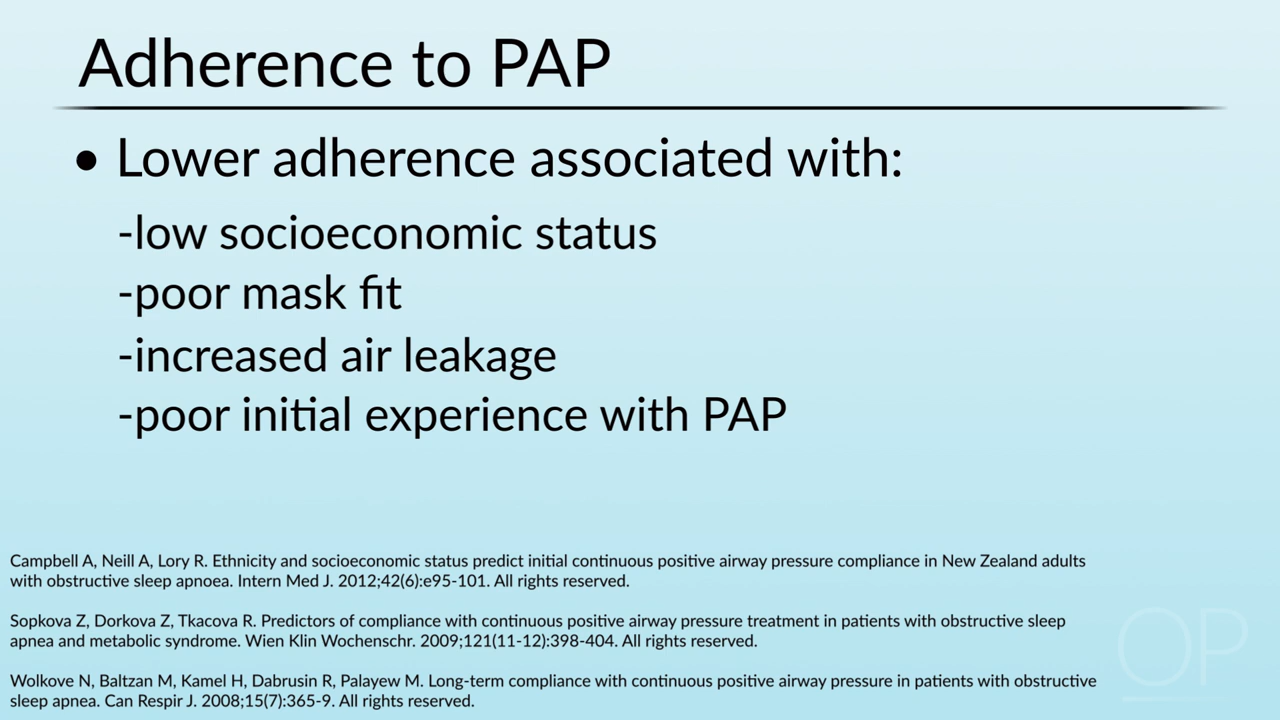 Adherence to PAP
• Lower adherence associated with:
-low socioeconomic status
-poor mask fit
-increased air leakage
-poor initial experience with PAP
Campbell A, Neill A, Lory R. Ethnicity and socioeconomic status predict initial continuous positive airway pressure compliance in New Zealand adults
with obstructive sleep apnoea. Intern Med J. 2012;42(6):e95-101. All rights reserved.
Sopkova Z, Dorkova Z, Tkacova R. Predictors of compliance with continuous positive airway pressure treatment in patients with obstructive sleep
apnea and metabolic syndrome. Wien Klin Wochenschr. 2009;121(11-12):398-404. All rights reserved.
Wolkove N, Baltzan M, Kamel H, Dabrusin R, Palayew M. Long-term compliance with continuous positive airway pressure in patients with obstructive
sleep apnea. Can Respir J. 2008;15(7):365-9. All rights reserved.
OP